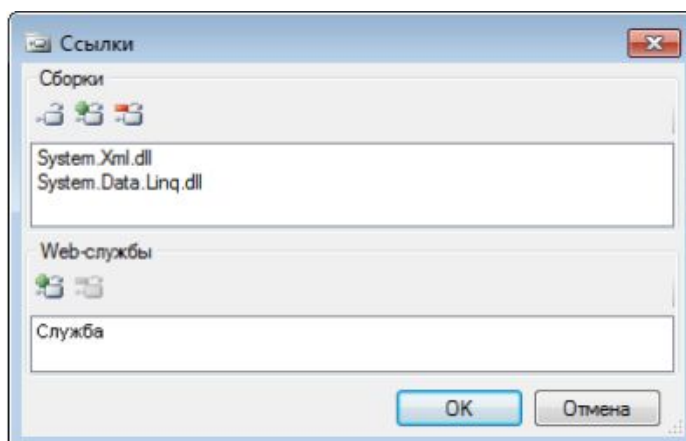 Ссылки
Сборки
System.Xml.dll
System.Data.Linq.dll
Web-службы
Служба
OK
Отмена